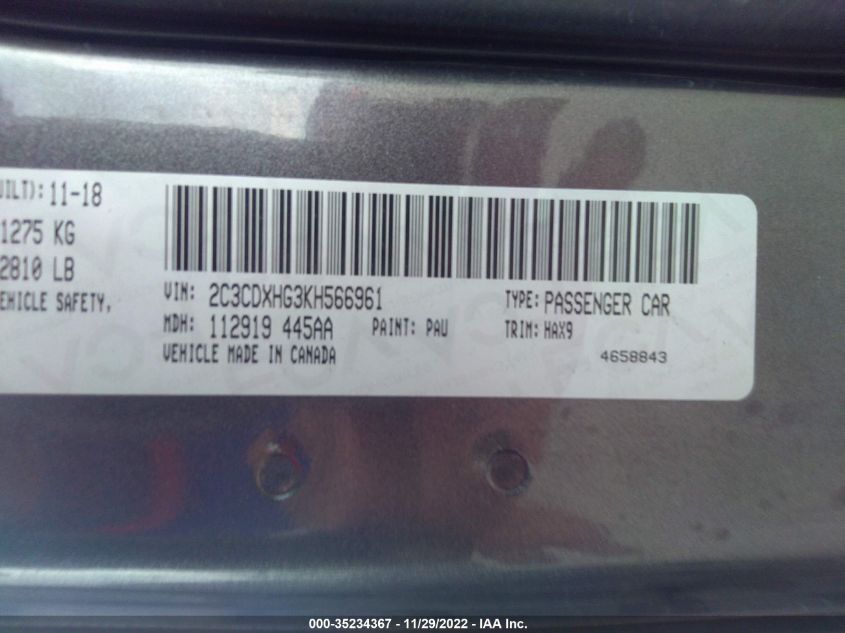 UILT): 11-18
1275 KG
2810 LB
EHICLE SAFETY,
VIN: 2C3CDXHG3KH566961 TYPE: PASSENGER CAR
MDH: 112919 445AA PAINT: PAU TRIM: HAX9
VEHICLE MADE IN CANADA 4658843
000-35234367 - 11/29/2022 - IAA Inc.